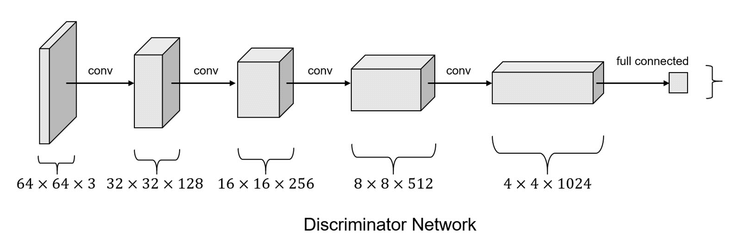 conv
conv
conv
conv
full connected
64 × 64 × 3
32 × 32 × 128
16 × 16 × 256
8 × 8 × 512
4 × 4 × 1024
Discriminator Network